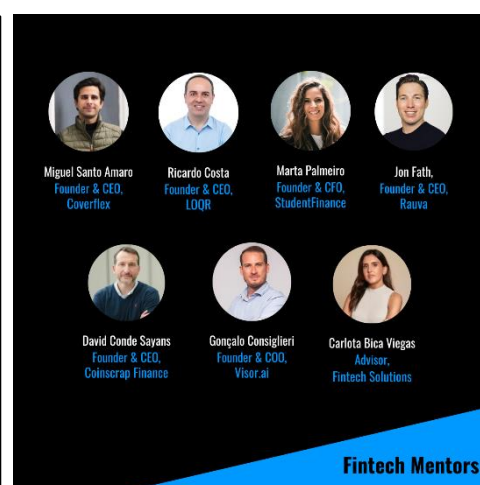 Miguel Santo Amaro
Founder & CEO,
Coverflex
Ricardo Costa
Founder & CEO,
LOQR
Marta Palmeiro
Founder & CFO,
StudentFinance
Jon Fath,
Founder & CEO,
Rauva
David Conde Sayans
Founder & CEO,
Coinscrap Finance
Gonçalo Consiglieri
Founder & COO,
Visor.ai
Carlota Bica Viegas
Advisor,
Fintech Solutions
Fintech Mentors